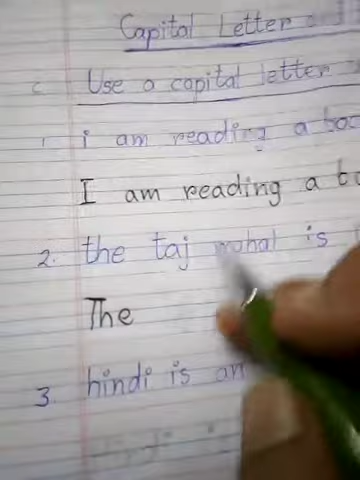 Capital Letter
C Use a capital letter
1. i am reading a
I am reading a
2. the taj mahal is
The
3. hindi is an